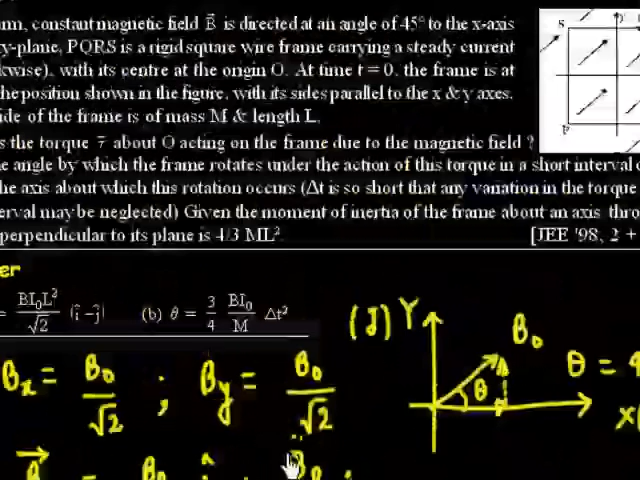 constant magnetic field B⃗ is directed at an angle of 45° to the x-axis
y-plane, PQRS is a rigid square wire frame carrying a steady current
kwise), with its centre at the origin O. At time t = 0, the frame is at
the position shown in the figure, with its sides parallel to the x & y axes.
ide of the frame is of mass M & length L.
s the torque τ⃗ about O acting on the frame due to the magnetic field ?
e angle by which the frame rotates under the action of this torque in a short interval
he axis about which this rotation occurs (Δt is so short that any variation in the torque
erval may be neglected) Given the moment of inertia of the frame about an axis thro
perpendicular to its plane is 4/3 ML². [JEE '98, 2 +
S y
P
er
= BI₀L²/√2 (î - ĵ) (b) θ = 3/4 BI₀/M Δt²
(J) Y B₀
θ θ =
X(
Bx = B₀/√2 ; By = B₀/√2
= B₀ î